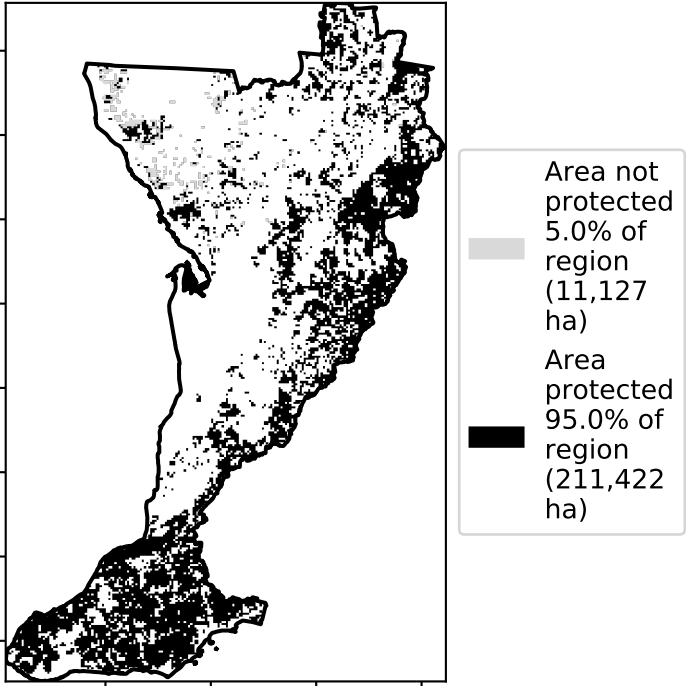 Area not
protected
5.0% of
region
(11,127
ha)
Area
protected
95.0% of
region
(211,422
ha)